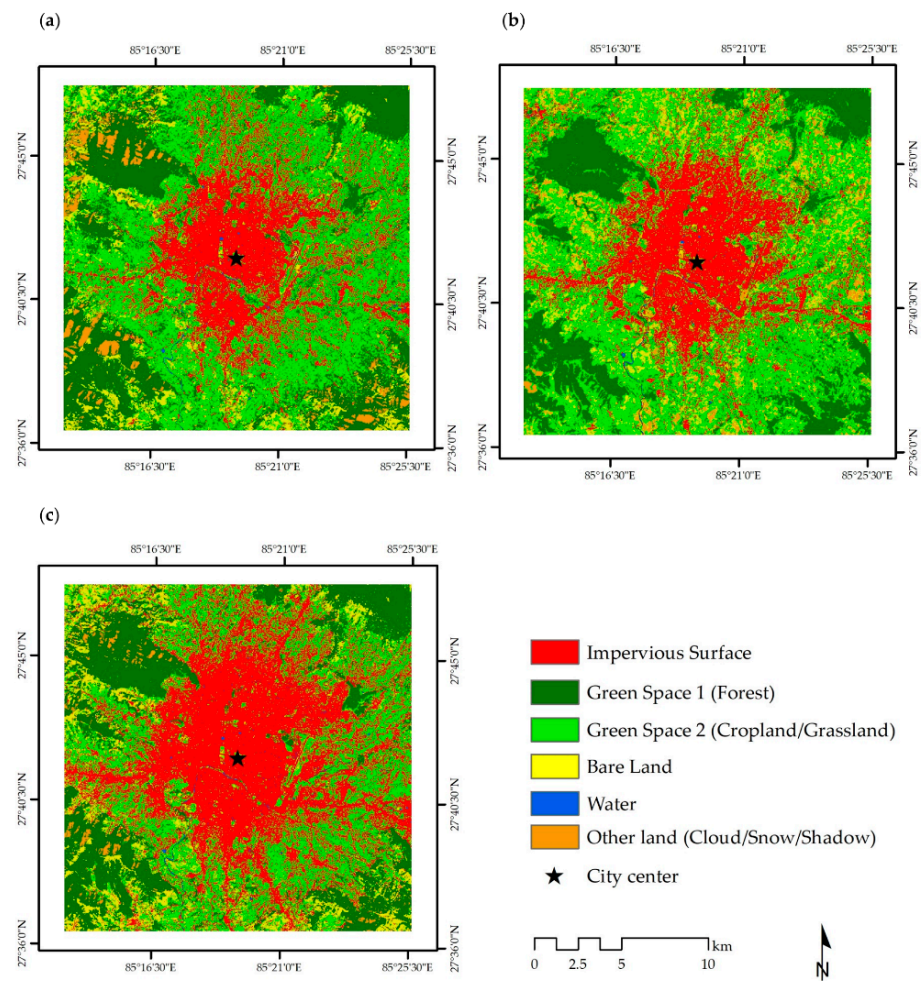 (a)
85°16'30"E 85°21'0"E 85°25'30"E
27°45'0"N 27°45'0"N
27°40'30"N 27°40'30"N
27°36'0"N 27°36'0"N
85°16'30"E 85°21'0"E 85°25'30"E
(b)
85°16'30"E 85°21'0"E 85°25'30"E
27°45'0"N 27°45'0"N
27°40'30"N 27°40'30"N
27°36'0"N 27°36'0"N
85°16'30"E 85°21'0"E 85°25'30"E
(c)
85°16'30"E 85°21'0"E 85°25'30"E
27°45'0"N 27°45'0"N
27°40'30"N 27°40'30"N
27°36'0"N 27°36'0"N
85°16'30"E 85°21'0"E 85°25'30"E
Impervious Surface
Green Space 1 (Forest)
Green Space 2 (Cropland/Grassland)
Bare Land
Water
Other land (Cloud/Snow/Shadow)
City center
km
0 2.5 5 10
N